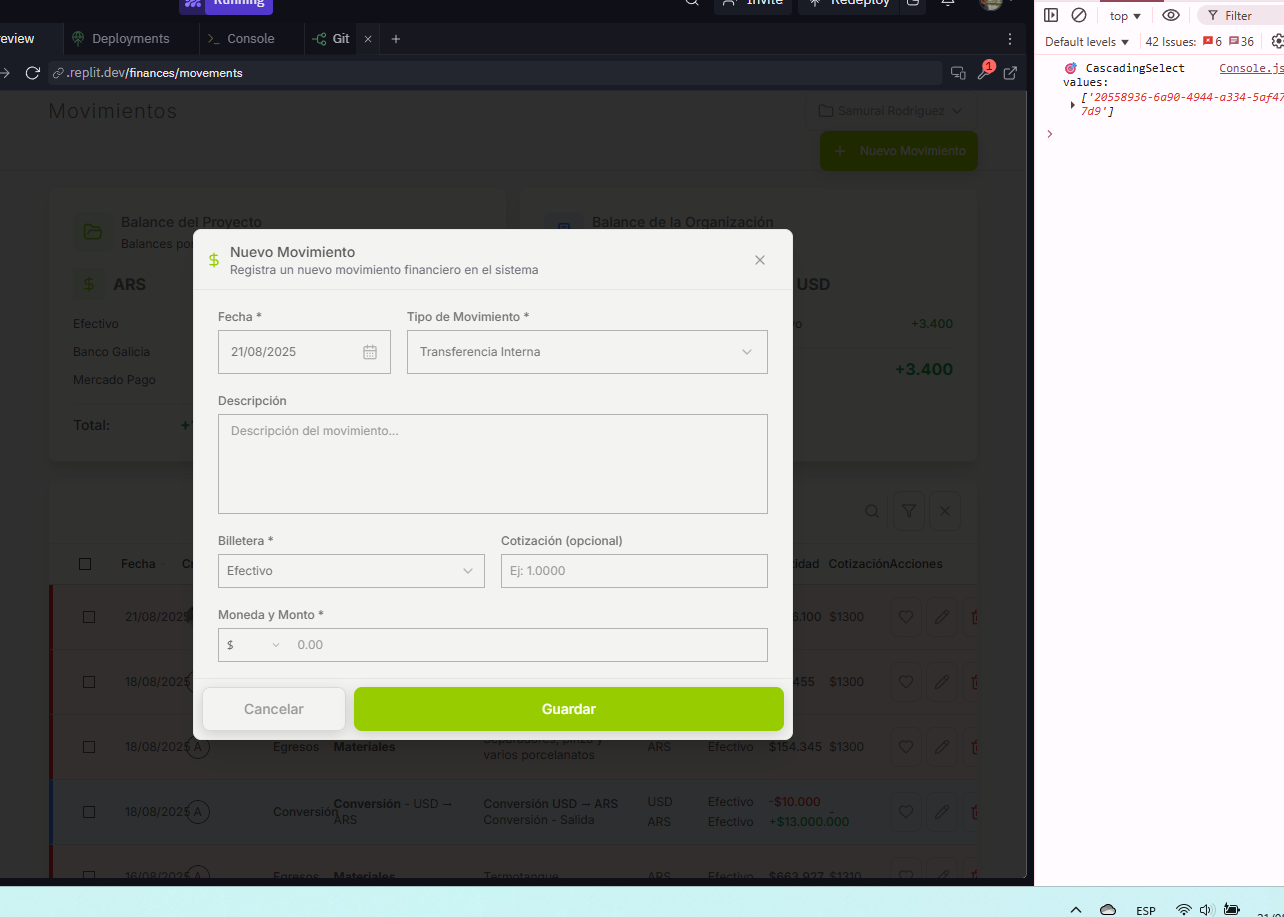 Running
Invite
Redeploy
eview
Deployments
Console
Git
.replit.dev/finances/movements
1
Movimientos
Samurai Rodriguez
Nuevo Movimiento
Balance del Proyecto
Balances por
ARS
Efectivo
Banco Galicia
Mercado Pago
Total:
Balance de la Organización
USD
+3.400
+3.400
Nuevo Movimiento
Registra un nuevo movimiento financiero en el sistema
Fecha *
Tipo de Movimiento *
21/08/2025
Transferencia Interna
Descripción
Descripción del movimiento...
Billetera *
Cotización (opcional)
Efectivo
Ej: 1.0000
Moneda y Monto *
$
0.00
Cancelar
Guardar
Fecha
idad
Cotización
Acciones
21/08/2025
.100
$1300
18/08/2025
455
$1300
18/08/2025
A
Egresos
Materiales
varios porcelanatos
ARS
Efectivo
$154.345
$1300
18/08/2025
A
Conversión
Conversión - USD →
ARS
Conversión USD → ARS
Conversión - Salida
USD
ARS
Efectivo
Efectivo
-$10.000
+$13.000.000
16/08/2025
A
Egresos
Materiales
Termotanque
ARS
Efectivo
$663.927
$1310
top
Filter
Default levels
42 Issues:
6
36
🎯 CascadingSelect
Console.js
values:
['20558936-6a90-4944-a334-5af47
7d9']
ESP